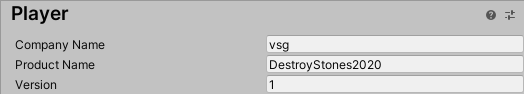 Player
Company Name vsg
Product Name DestroyStones2020
Version 1